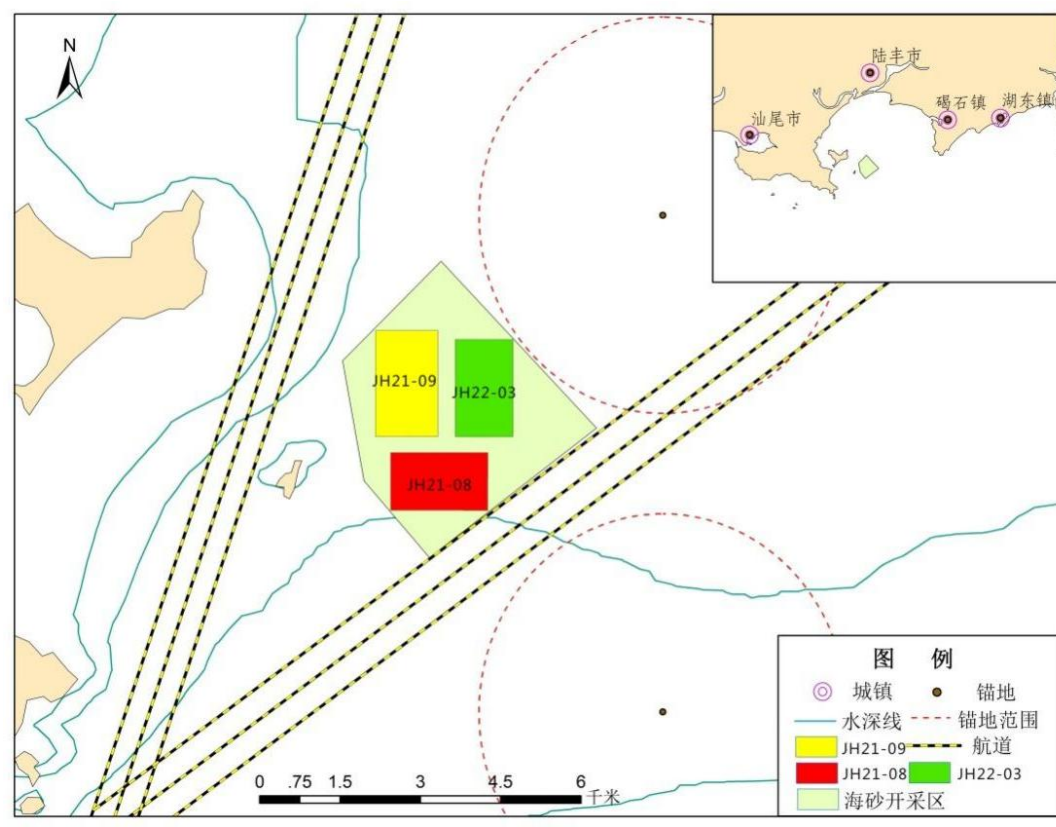 N
陆丰市
碣石镇
湖东镇
汕尾市
JH21-09
JH22-03
JH21-08
图 例
城镇
锚地
水深线
锚地范围
JH21-09
航道
JH21-08
JH22-03
海砂开采区
0 .75 1.5 3 4.5 6
千米